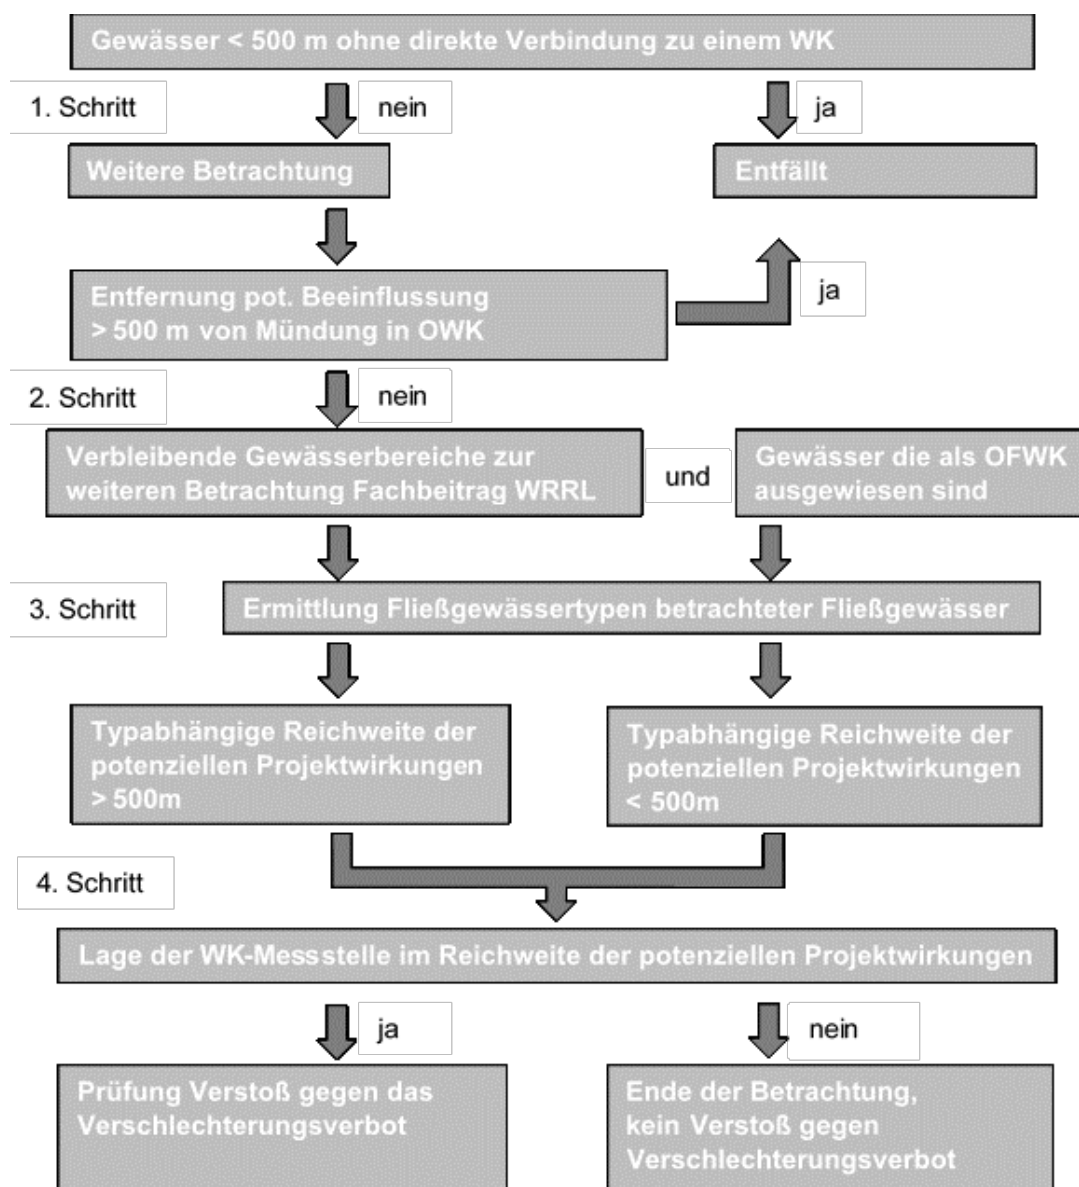 Gewässer < 500 m ohne direkte Verbindung zu einem WK
1. Schritt
nein
ja
Weitere Betrachtung
Entfällt
Entfernung pot. Beeinflussung
> 500 m von Mündung in OWK
ja
2. Schritt
nein
Verbleibende Gewässerbereiche zur
weiteren Betrachtung Fachbeitrag WRRL
und
Gewässer die als OFWK
ausgewiesen sind
3. Schritt
Ermittlung Fließgewässertypen betrachteter Fließgewässer
Typabhängige Reichweite der
potenziellen Projektwirkungen
> 500m
Typabhängige Reichweite der
potenziellen Projektwirkungen
< 500m
4. Schritt
Lage der WK-Messstelle im Reichweite der potenziellen Projektwirkungen
ja
nein
Prüfung Verstoß gegen das
Verschlechterungsverbot
Ende der Betrachtung,
kein Verstoß gegen
Verschlechterungsverbot